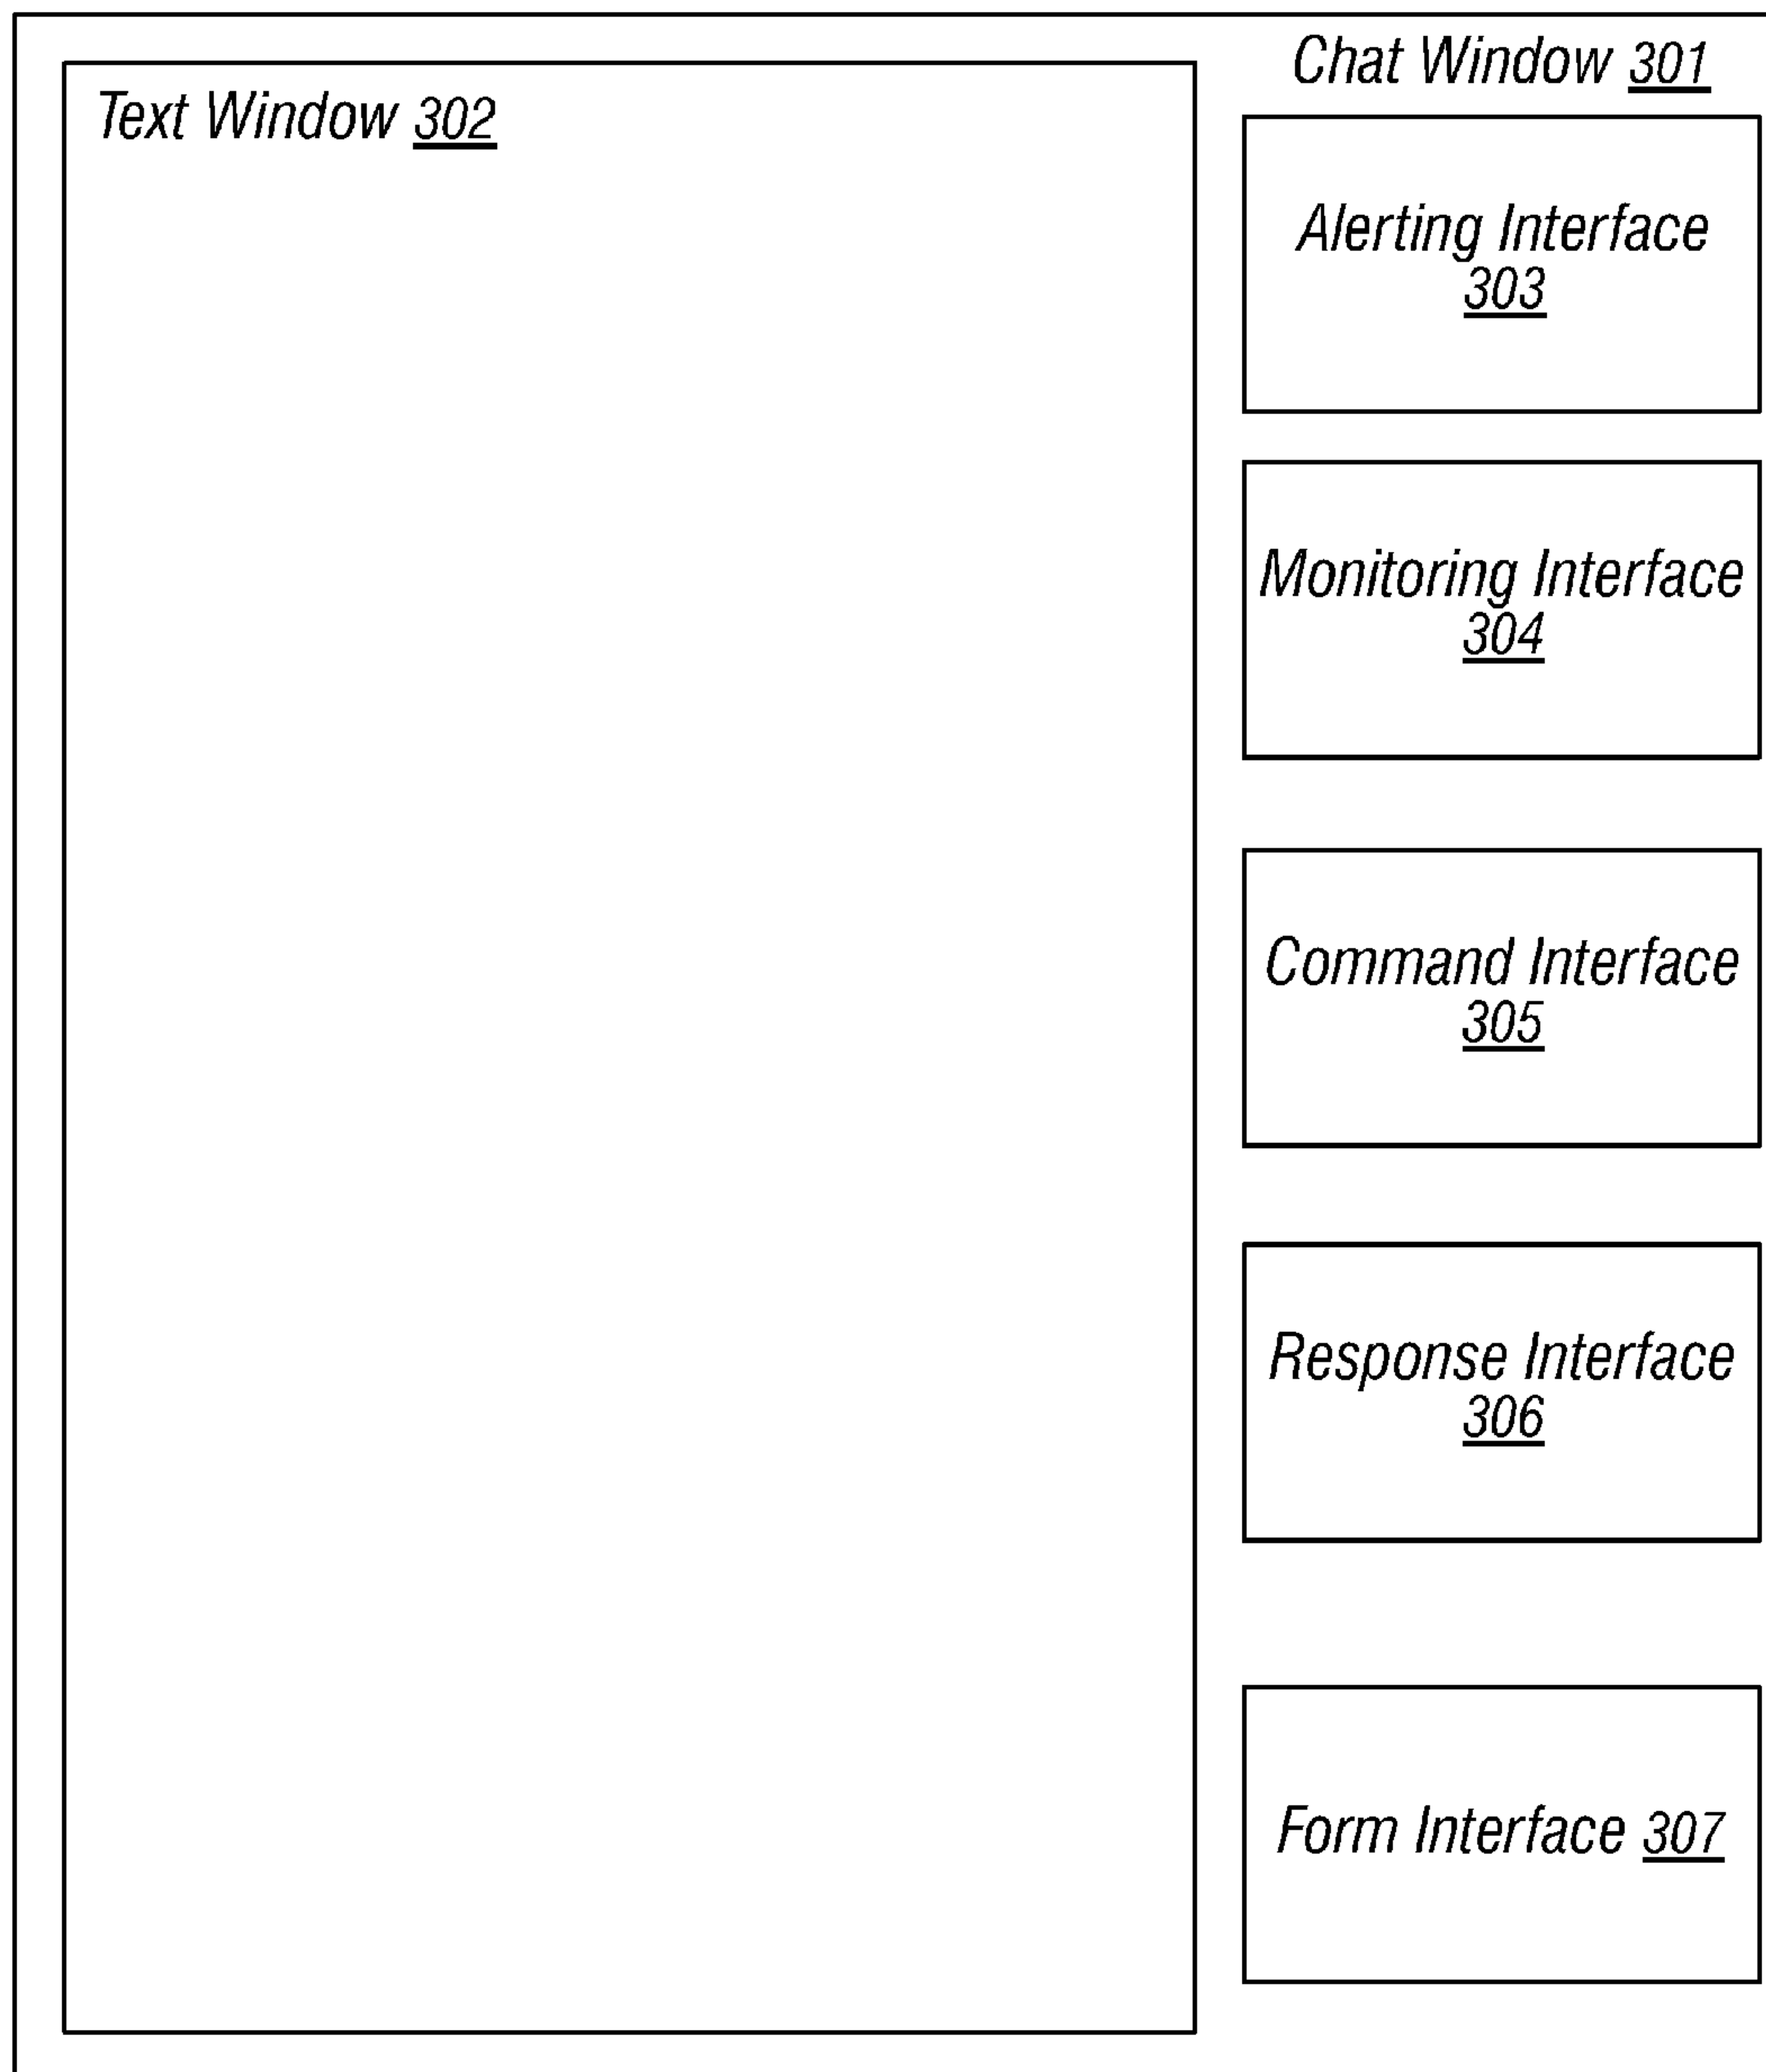 Chat Window 301
Text Window 302
Alerting Interface
303
Monitoring Interface
304
Command Interface
305
Response Interface
306
Form Interface 307